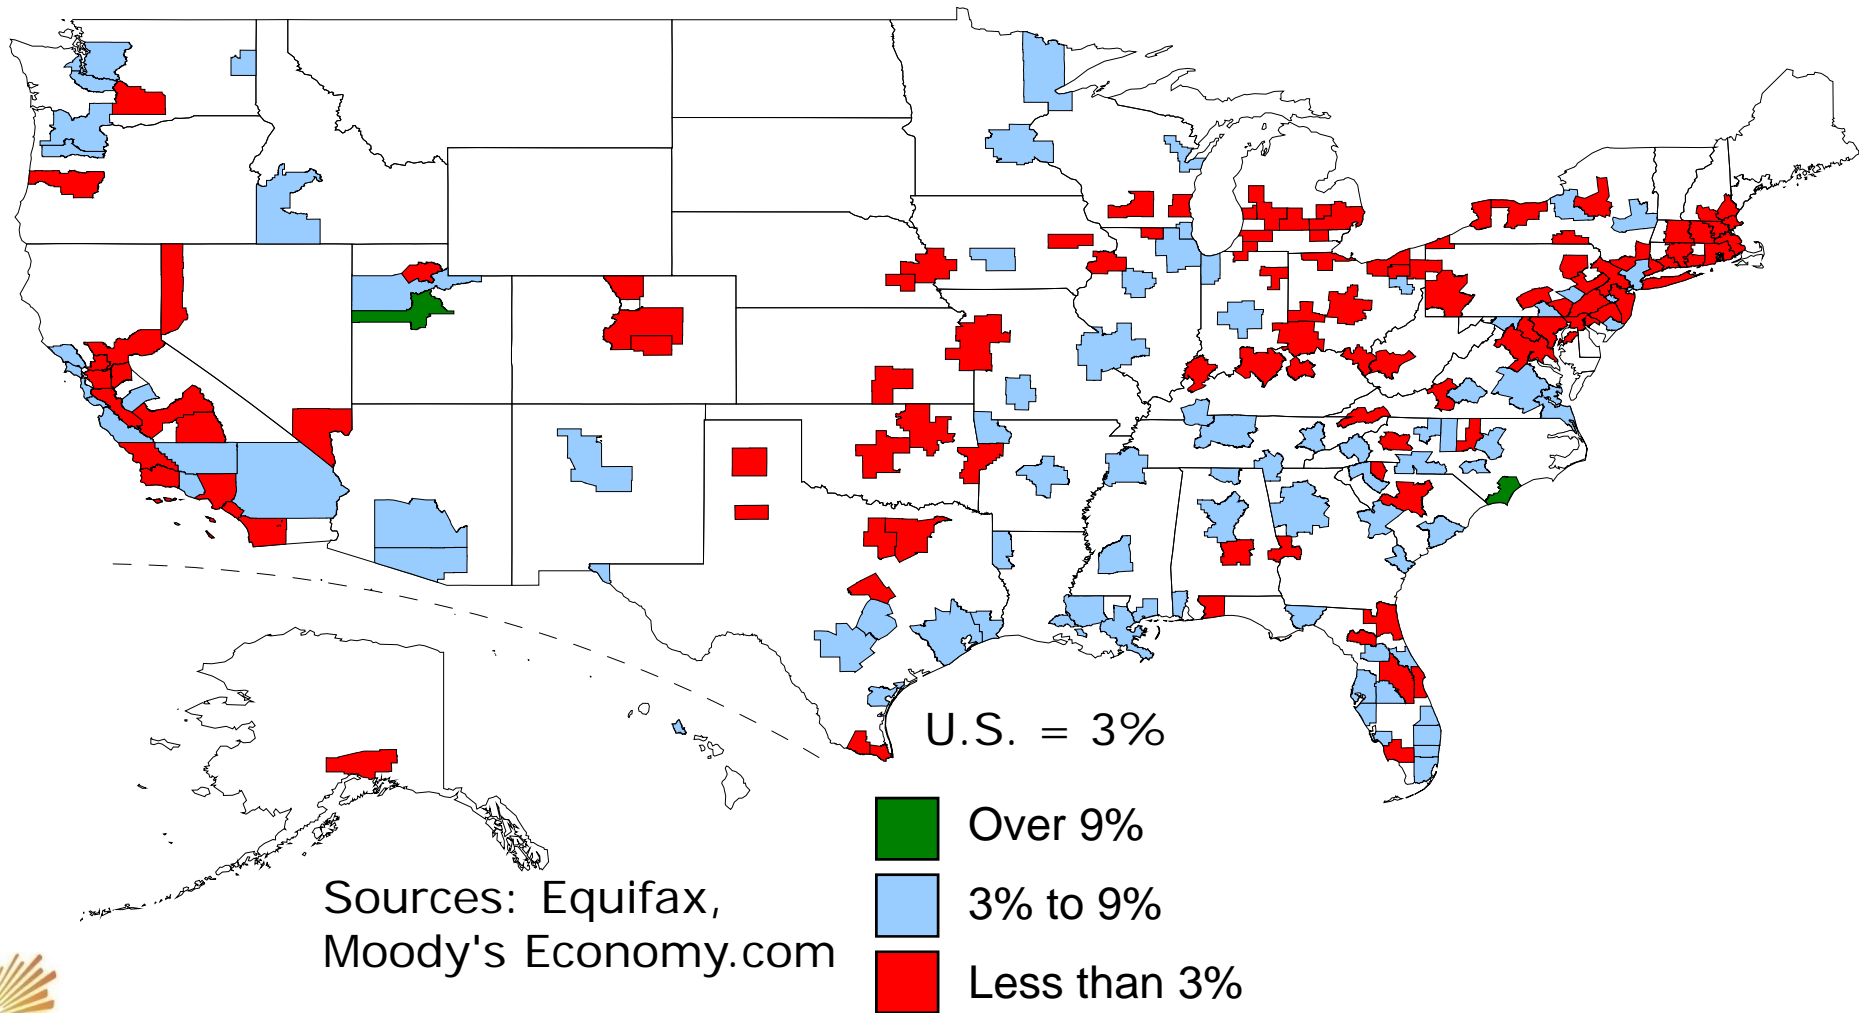 U.S. = 3%
Over 9%
3% to 9%
Less than 3%
Sources: Equifax,
Moody's Economy.com